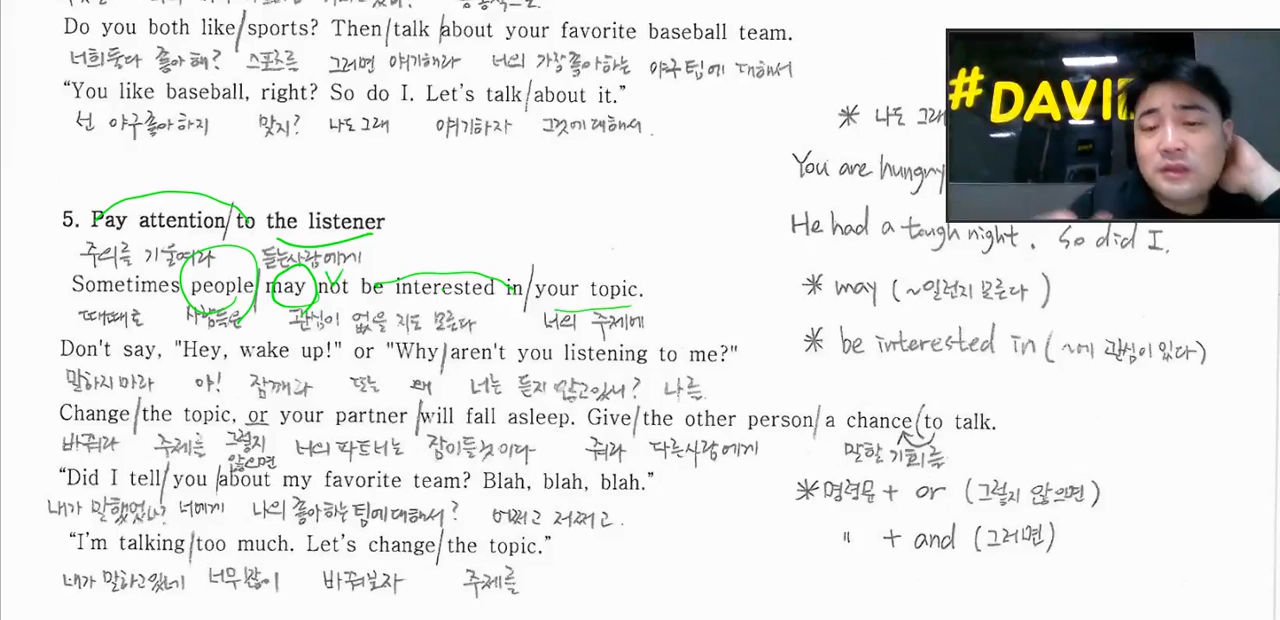 Do you both like/sports? Then/talk/about your favorite baseball team.
너희둘다 좋아해? 스포츠를 그러면 얘기해라 너의 가장좋아하는 야구팀에 대해서
"You like baseball, right? So do I. Let's talk/about it."
넌 야구좋아하지 맞지? 나도그래 얘기하자 그것에대해서.
# DAVI
* 나도 그래
You are hungry
He had a tough night. So did I.
5. Pay attention/to the listener
주의를 기울여라 듣는사람에게
Sometimes people/may not be interested in/your topic.
때때로 사람들은 관심이 없을 지도 모른다 너의 주제에
* may (~일런지 모른다)
Don't say, "Hey, wake up!" or "Why/aren't you listening to me?"
* be interested in (~에 관심이 있다)
말하지마라 야! 잠깨라 또는 왜 너는 듣지 않고있니? 나를
Change/the topic, or your partner/will fall asleep. Give/the other person/a chance(to talk.
바꿔라 주제를 그렇지 않으면 너의 파트너는 잠이들것이다 줘라 다른사람에게 말할 기회를
"Did I tell/you/about my favorite team? Blah, blah, blah."
* 명령문 + or (그렇지 않으면)
내가 말했었니? 너에게 나의 좋아하는 팀에대해서? 어쩌고 저쩌고.
" + and (그러면)
"I'm talking/too much. Let's change/the topic."
내가 말하고있네 너무많이 바꿔보자 주제를